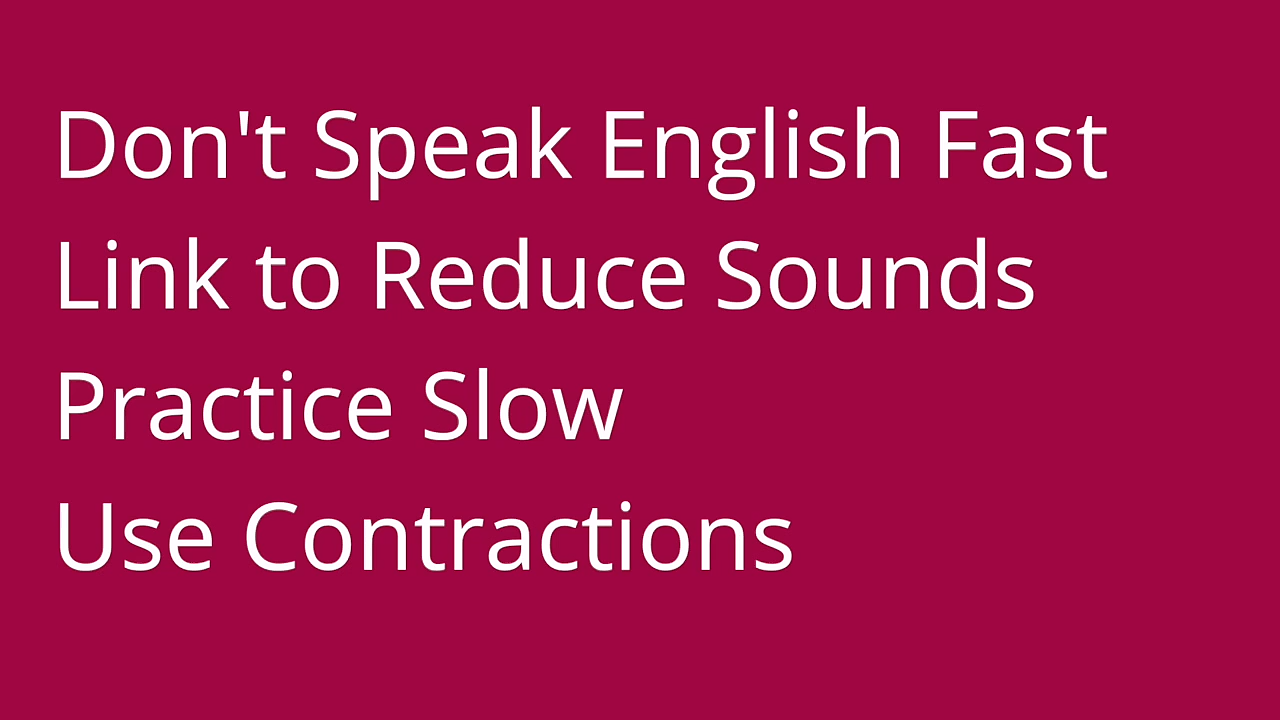 Don't Speak English Fast
Link to Reduce Sounds
Practice Slow
Use Contractions